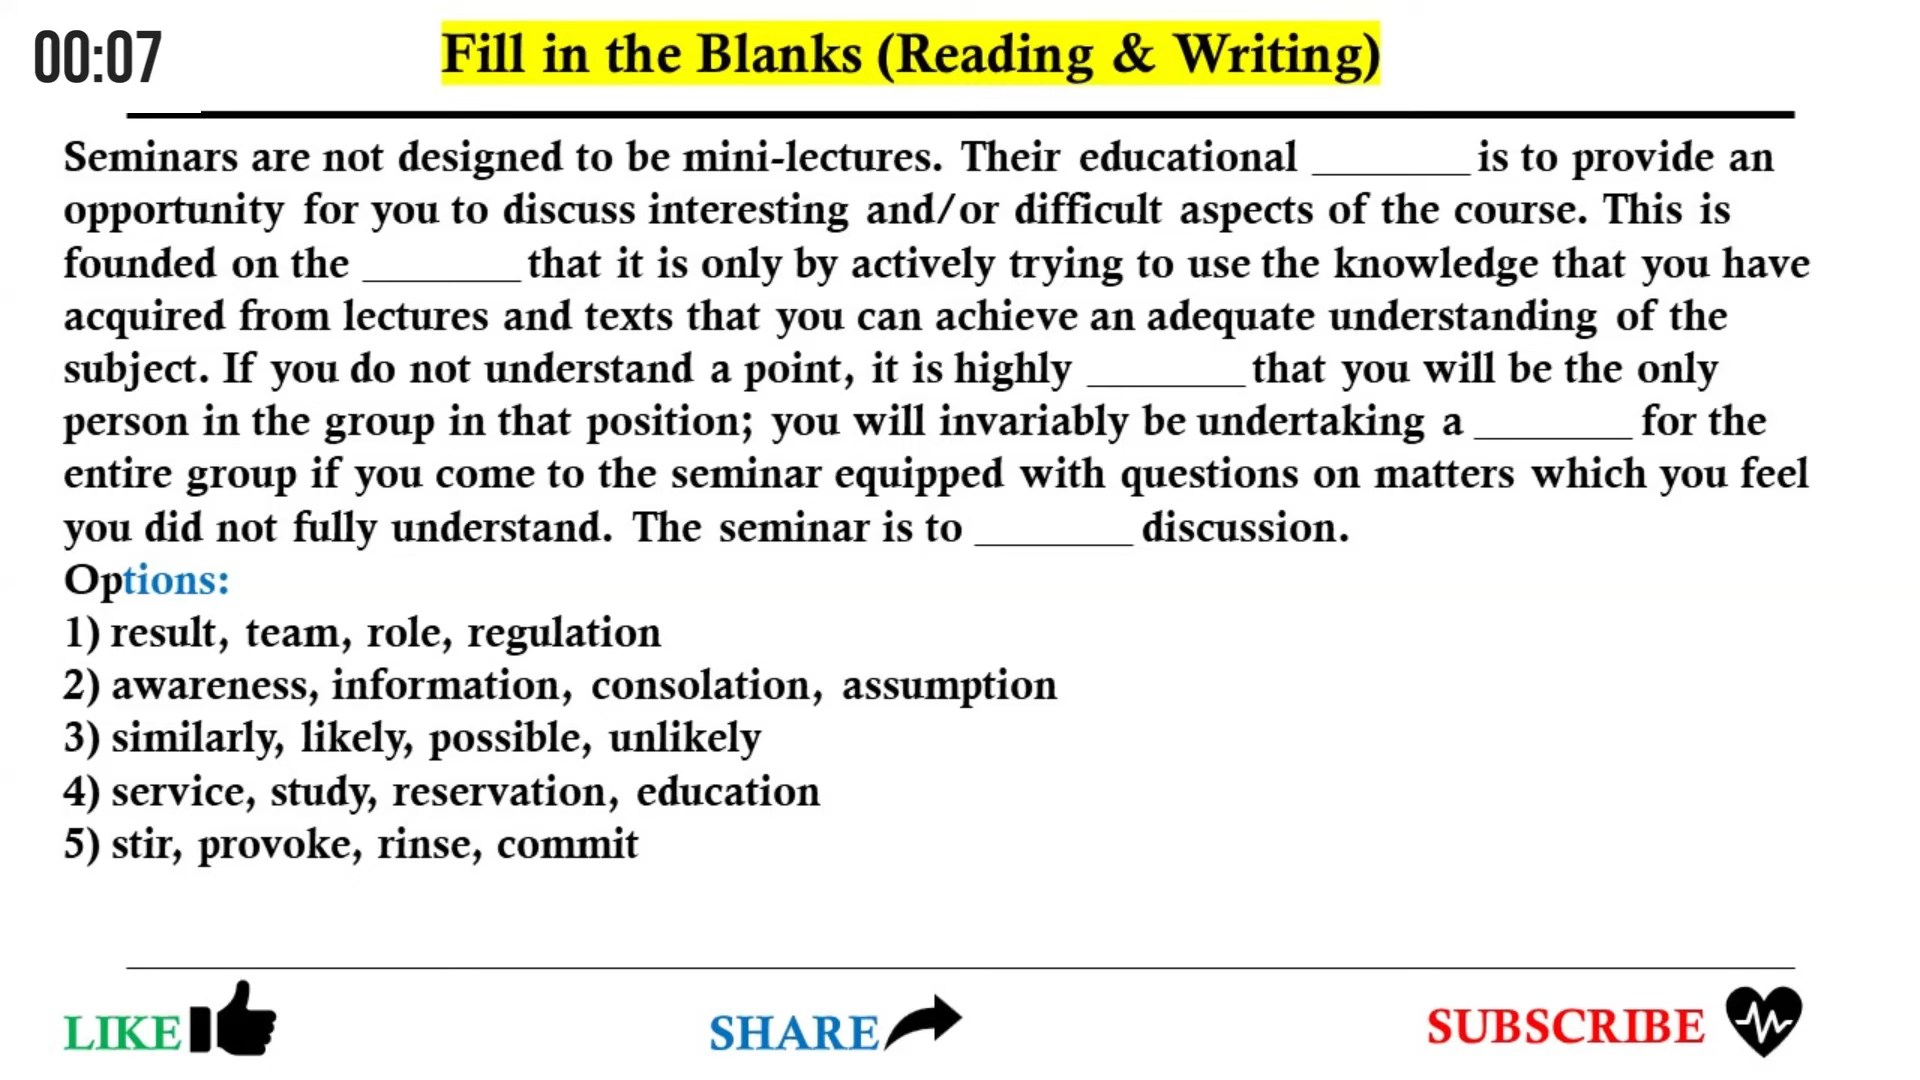 00:07
Fill in the Blanks (Reading & Writing)
Seminars are not designed to be mini-lectures. Their educational ________ is to provide an
opportunity for you to discuss interesting and/or difficult aspects of the course. This is
founded on the ________ that it is only by actively trying to use the knowledge that you have
acquired from lectures and texts that you can achieve an adequate understanding of the
subject. If you do not understand a point, it is highly ________ that you will be the only
person in the group in that position; you will invariably be undertaking a ________ for the
entire group if you come to the seminar equipped with questions on matters which you feel
you did not fully understand. The seminar is to ________ discussion.
Options:
1) result, team, role, regulation
2) awareness, information, consolation, assumption
3) similarly, likely, possible, unlikely
4) service, study, reservation, education
5) stir, provoke, rinse, commit
LIKE SHARE SUBSCRIBE